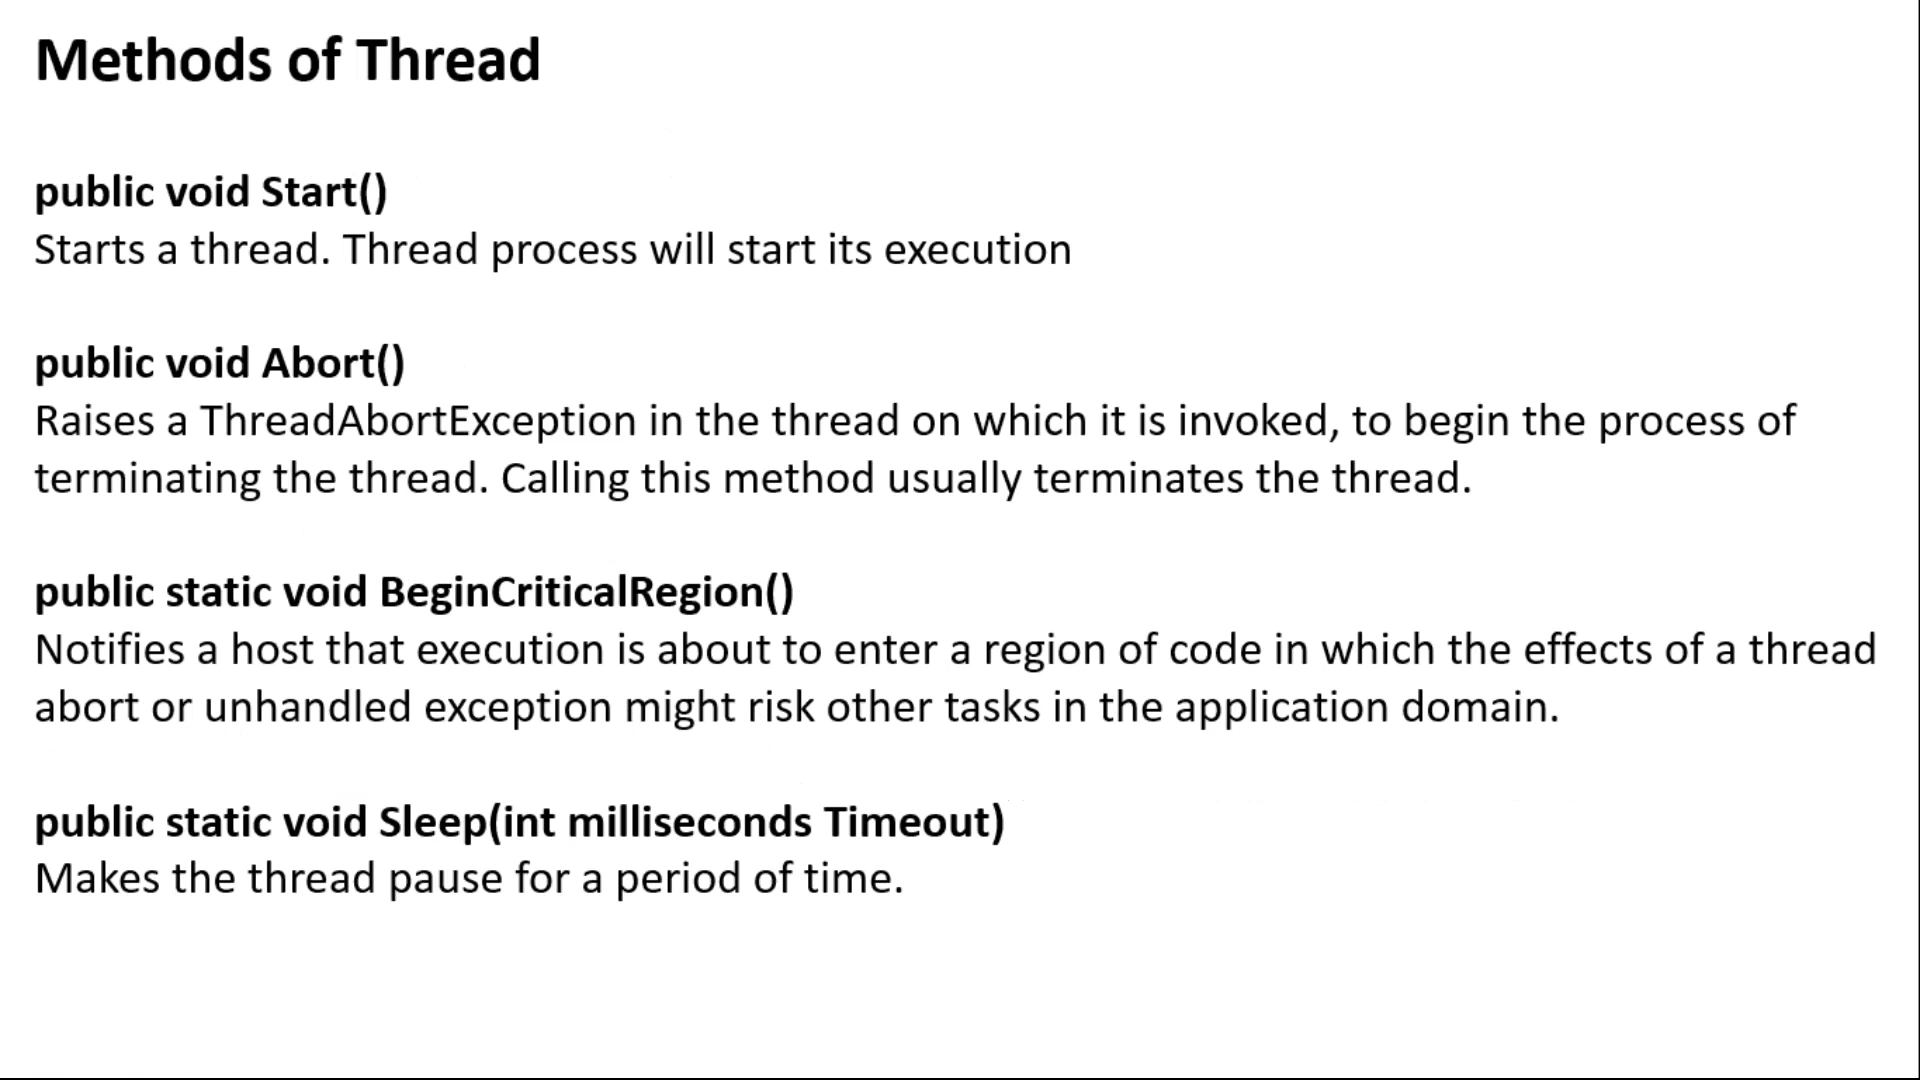 Methods of Thread
public void Start()
Starts a thread. Thread process will start its execution
public void Abort()
Raises a ThreadAbortException in the thread on which it is invoked, to begin the process of
terminating the thread. Calling this method usually terminates the thread.
public static void BeginCriticalRegion()
Notifies a host that execution is about to enter a region of code in which the effects of a thread
abort or unhandled exception might risk other tasks in the application domain.
public static void Sleep(int milliseconds Timeout)
Makes the thread pause for a period of time.